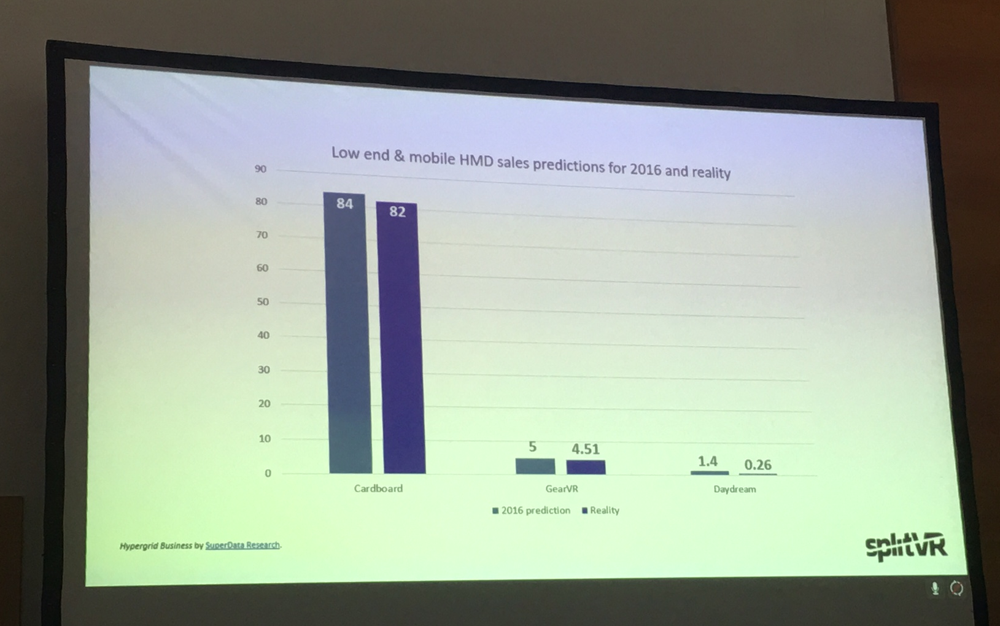 Low end & mobile HMD sales predictions for 2016 and reality
90
80
70
60
50
40
30
20
10
0
84
82
5
4.51
1.4
0.26
Cardboard
GearVR
Daydream
2016 prediction
Reality
Hypergrid Business by SuperData Research.
splitVR